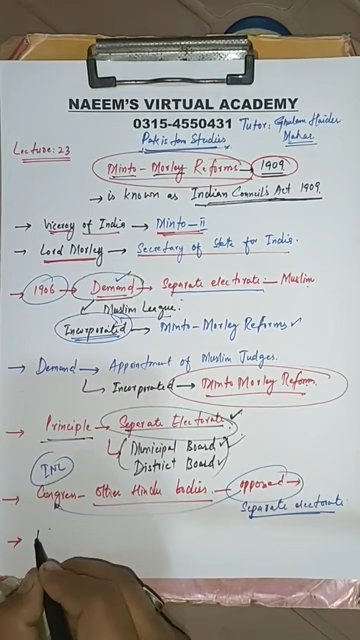 NAEEM'S VIRTUAL ACADEMY
0315-4550431
Tutor: Ghulam Haider Mahar
Pakistan Studies
Lecture: 23
Minto-Morley Reforms 1909
→ is known as Indian Councils Act 1909
→ Viceroy of India → Minto-ii
→ Lord Morley → Secretary of State for India.
→ 1906 → Demand → Separate electorate - Muslim
Muslim League.
Incorporated → Minto-Morley Reforms ✓
→ Demand → Appointment of Muslim Judges.
Incorporated → Minto Morley Reform.
→ Principle - Separate Electorate ✓
Municipal Board ✓
District Board ✓
INC
→ Congress - Other Hindu bodies - opposed →
Separate electorate
→